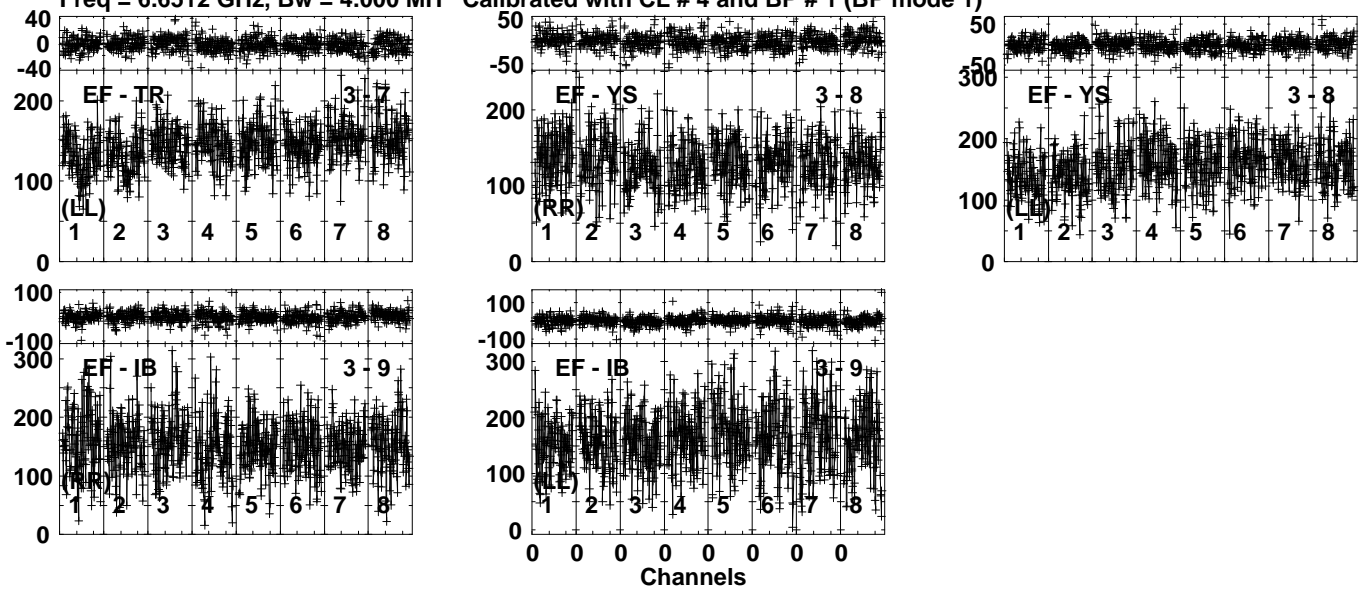 Freq = 6.6512 GHz, Bw = 4.000 MH Calibrated with CL # 4 and BP # 1 (BP mode 1)
40 0 -40
50 0 -50
50 0 -50
EF - TR 3 - 7
200 100 0
(LL)
1 2 3 4 5 6 7 8
EF - YS 3 - 8
200 100 0
(RR)
1 2 3 4 5 6 7 8
EF - YS 3 - 8
300 200 100 0
(LL)
1 2 3 4 5 6 7 8
100 -100
EF - IB 3 - 9
300 200 100 0
(RR)
1 2 3 4 5 6 7 8
100 0 -100
EF - IB 3 - 9
300 200 100 0
(LL)
1 2 3 4 5 6 7 8
0 0 0 0 0 0 0 0
Channels